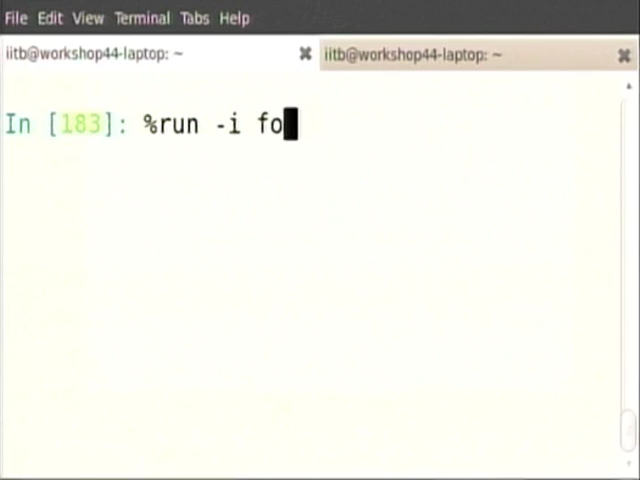 File Edit View Terminal Tabs Help
iitb@workshop44-laptop: ~ iitb@workshop44-laptop: ~
In [183]: %run -i fo